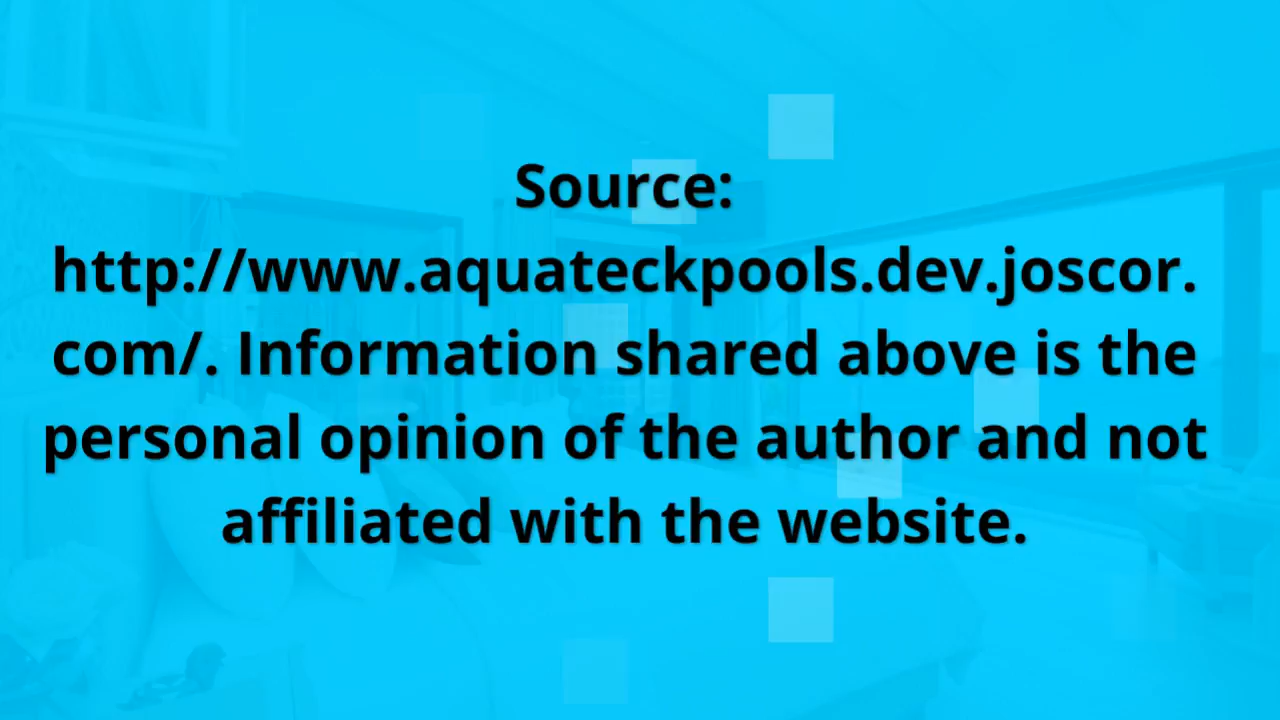 Source:
http://www.aquateckpools.dev.joscor.
com/. Information shared above is the
personal opinion of the author and not
affiliated with the website.